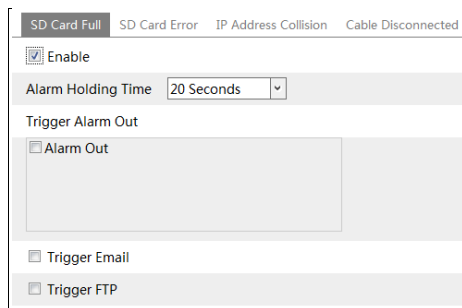 SD Card Full SD Card Error IP Address Collision Cable Disconnected
Enable
Alarm Holding Time 20 Seconds
Trigger Alarm Out
Alarm Out
Trigger Email
Trigger FTP